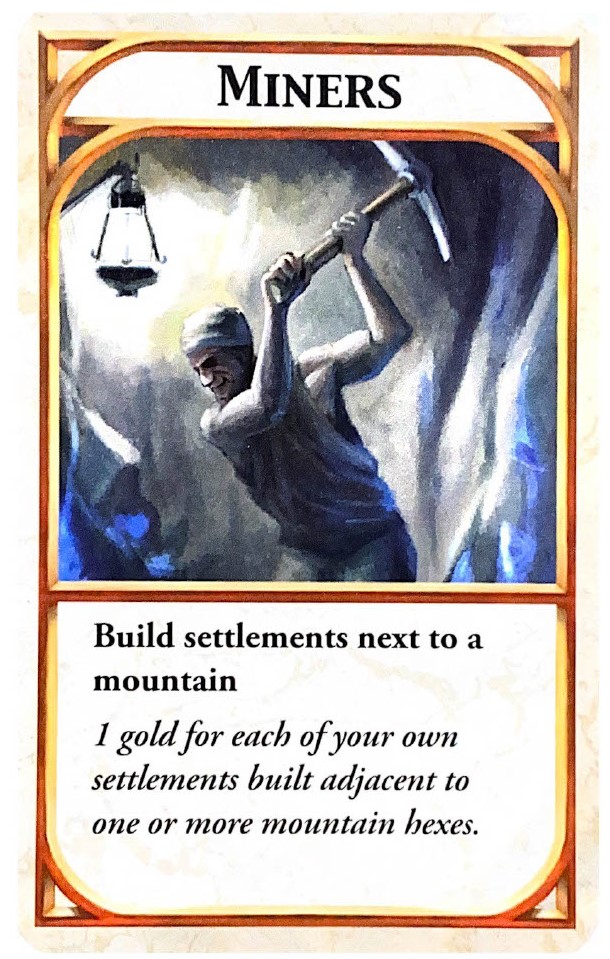 MINERS
Build settlements next to a
mountain
1 gold for each of your own
settlements built adjacent to
one or more mountain hexes.